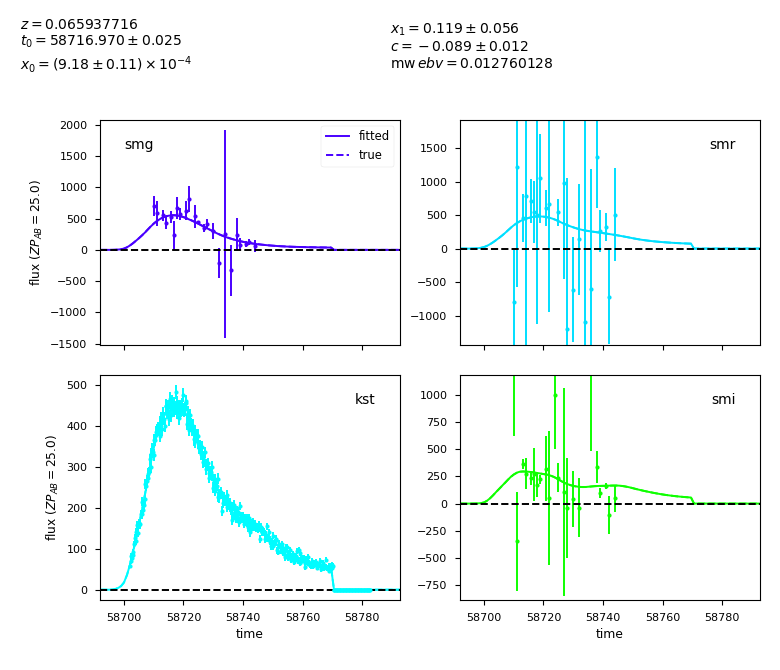 z = 0.065937716
t₀ = 58716.970 ± 0.025
x₀ = (9.18 ± 0.11) × 10⁻⁴
x₁ = 0.119 ± 0.056
c = −0.089 ± 0.012
mw ebv = 0.012760128
smg
fitted
true
2000
1500
1000
500
0
−500
−1000
−1500
flux (ZP_AB = 25.0)
smr
1500
1000
500
0
−500
−1000
kst
500
400
300
200
100
0
flux (ZP_AB = 25.0)
58700 58720 58740 58760 58780
time
smi
1000
750
500
250
0
−250
−500
−750
58700 58720 58740 58760 58780
time